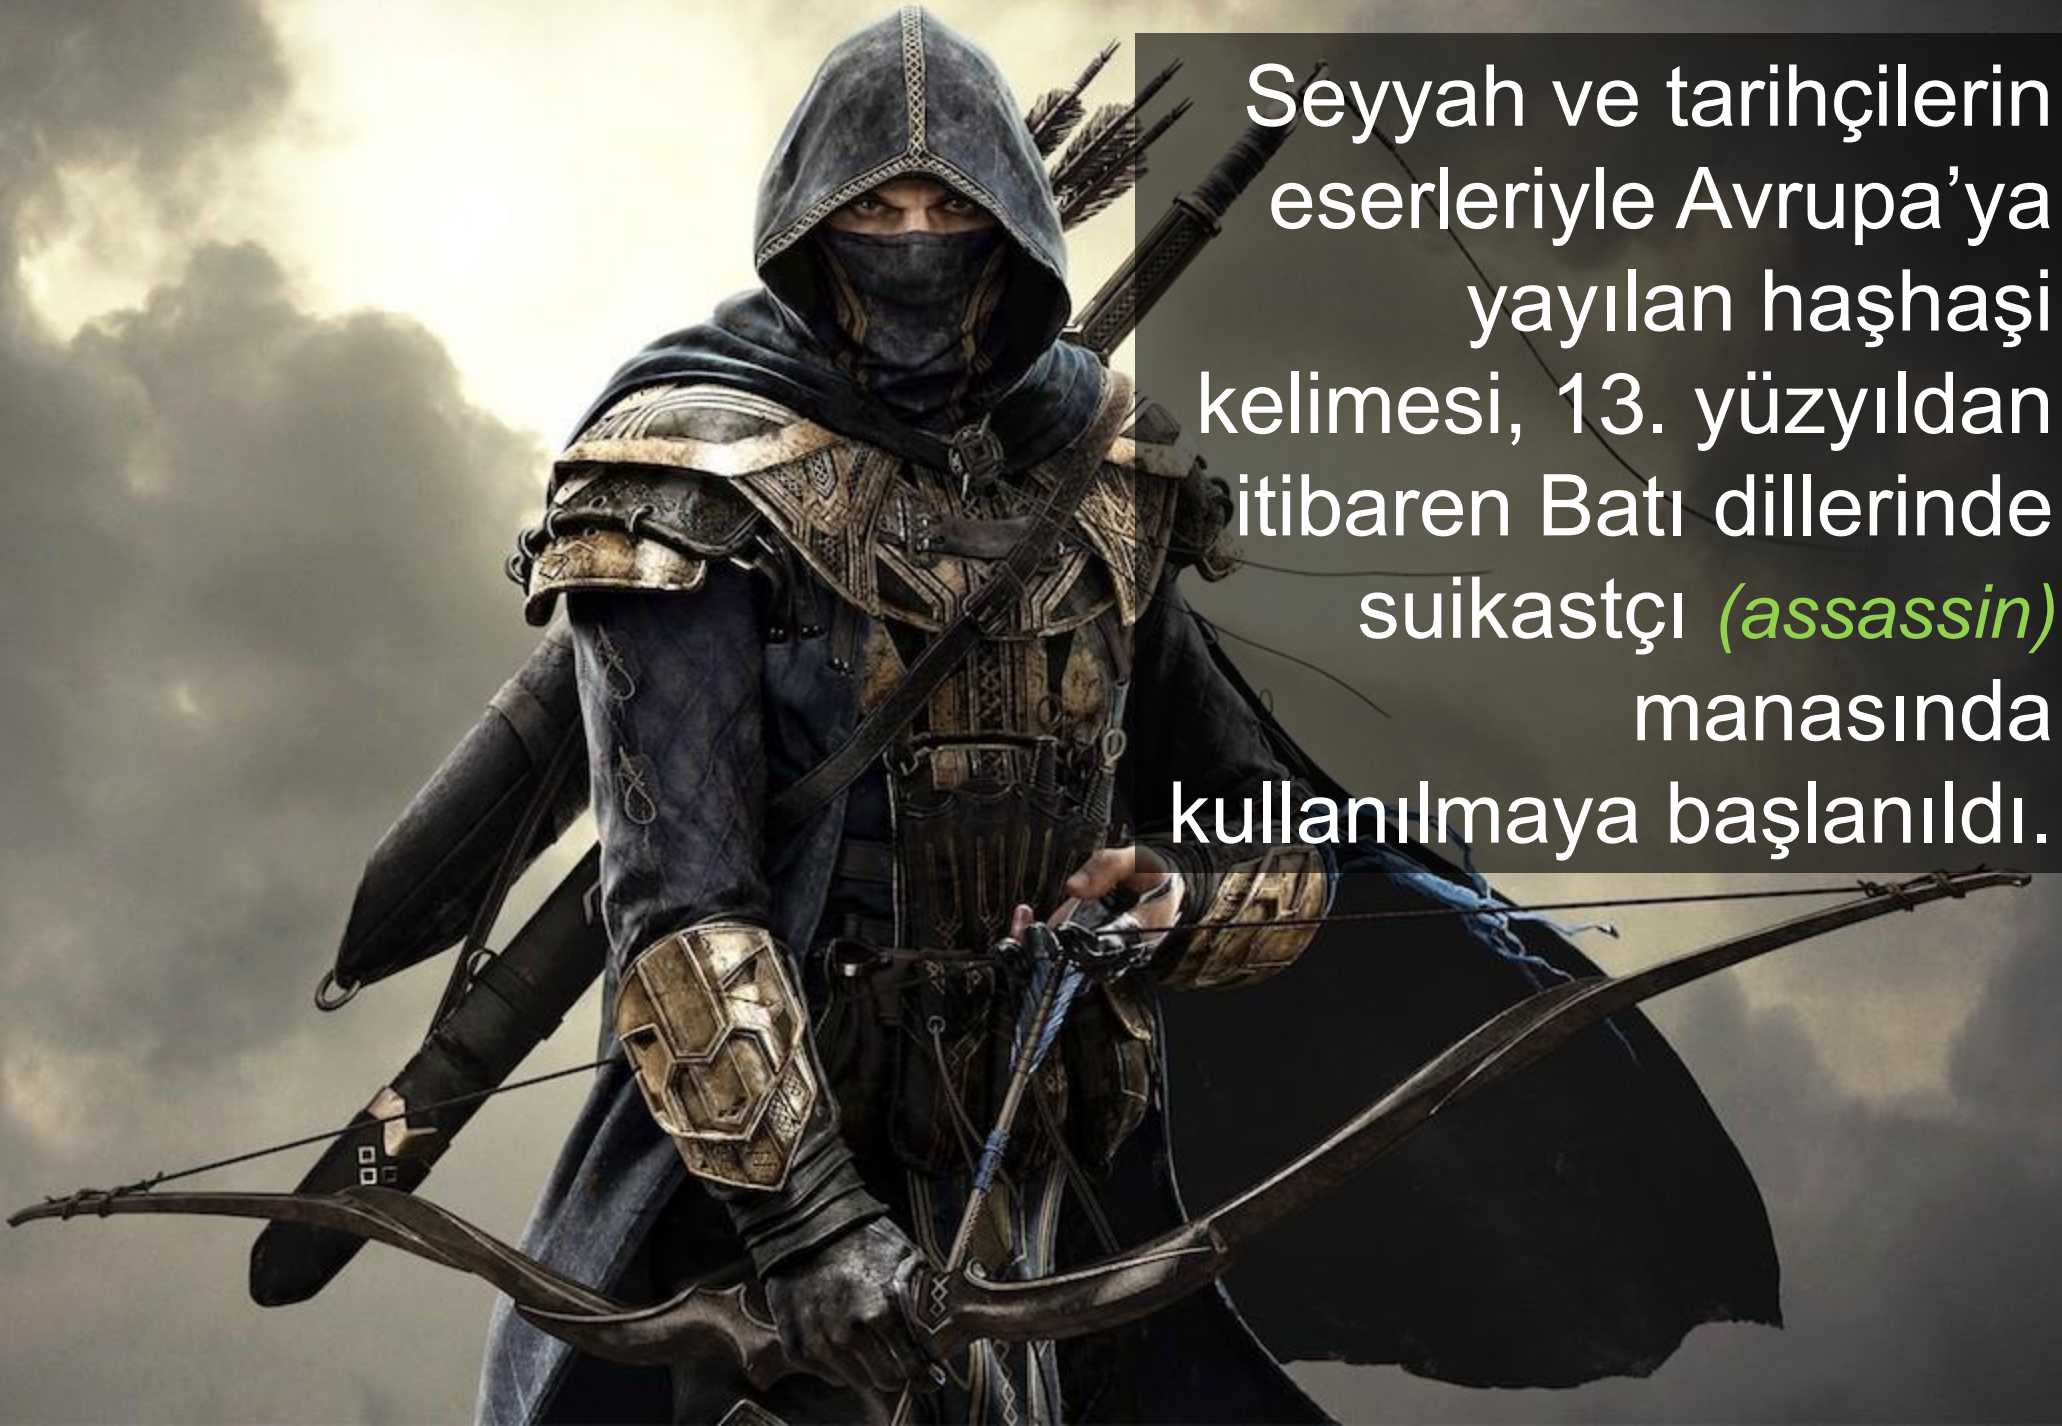 Seyyah ve tarihçilerin
eserleriyle Avrupa’ya
yayılan haşhaşi
kelimesi, 13. yüzyıldan
itibaren Batı dillerinde
suikastçı (assassin)
manasında
kullanılmaya başlanıldı.